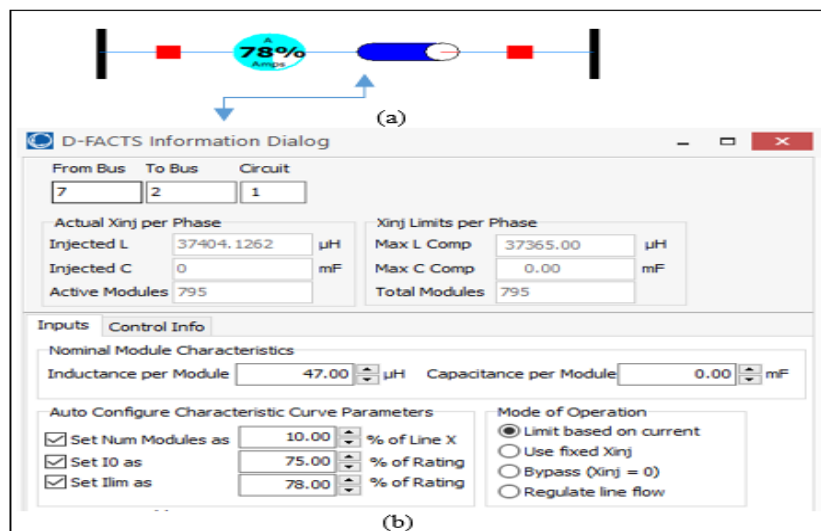 A
78%
Amps
(a)
D-FACTS Information Dialog
From Bus To Bus Circuit
7 2 1
Actual Xinj per Phase Xinj Limits per Phase
Injected L 37404.1262 µH Max L Comp 37365.00 µH
Injected C 0 mF Max C Comp 0.00 mF
Active Modules 795 Total Modules 795
Inputs Control Info
Nominal Module Characteristics
Inductance per Module 47.00 µH Capacitance per Module 0.00 mF
Auto Configure Characteristic Curve Parameters Mode of Operation
Set Num Modules as 10.00 % of Line X Limit based on current
Set I0 as 75.00 % of Rating Use fixed Xinj
Set Ilim as 78.00 % of Rating Bypass (Xinj = 0)
Regulate line flow
(b)